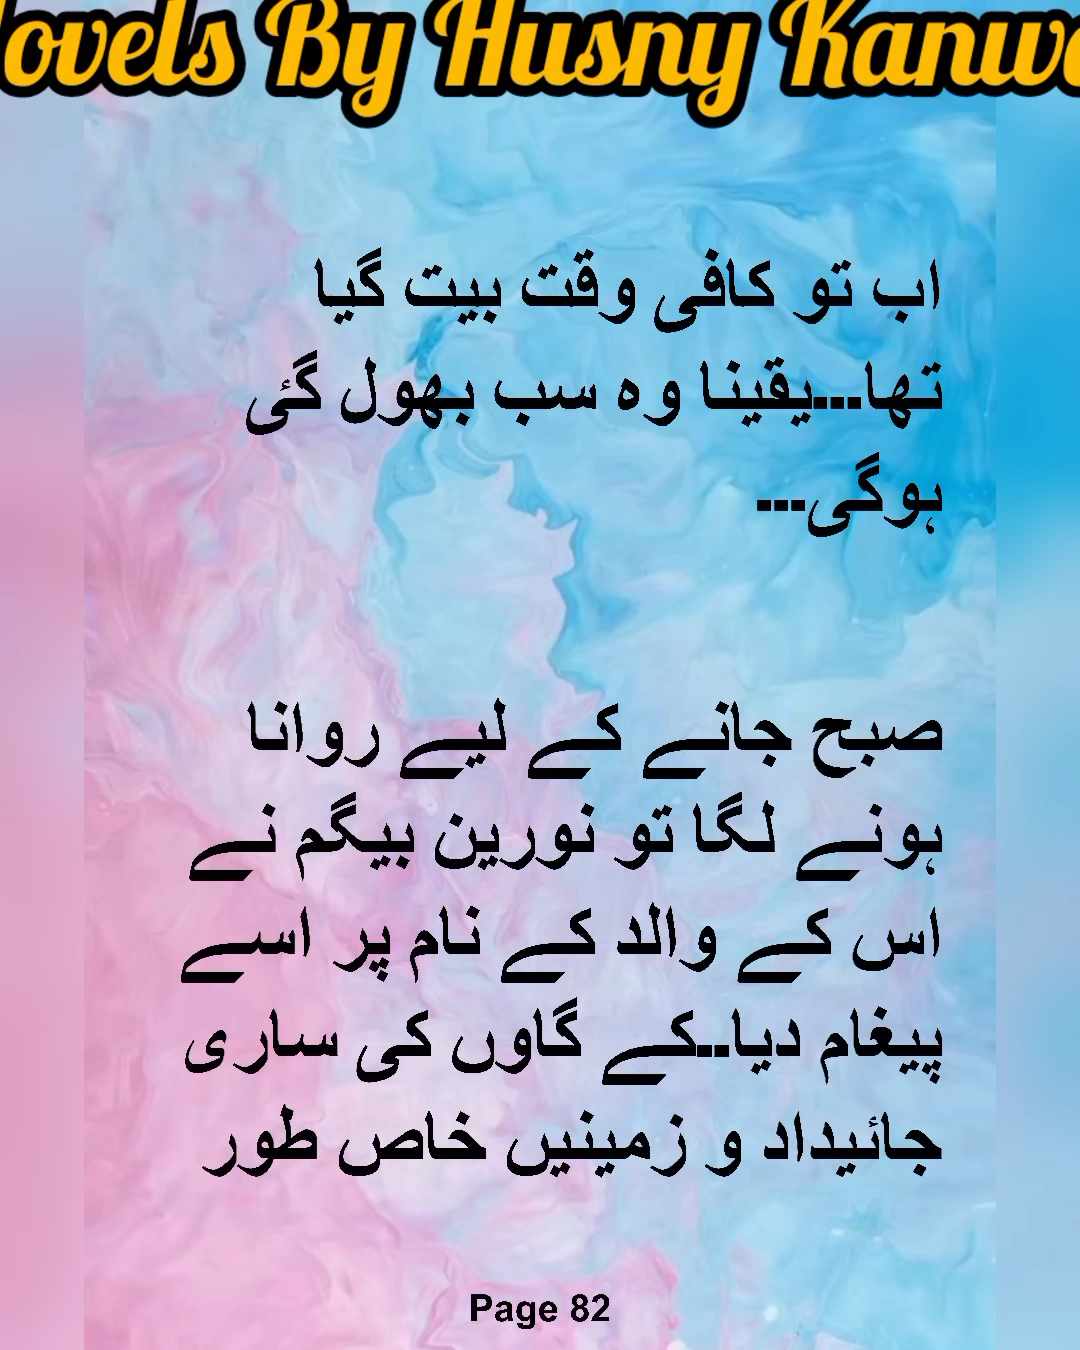 ovels By Husny Kanwa
اب تو کافی وقت بیت گیا
تھا...یقینا وہ سب بھول گئی
ہوگی...
صبح جانے کے لیے روانا
ہونے لگا تو نورین بیگم نے
اس کے والد کے نام پر اسے
پیغام دیا..کے گاوں کی ساری
جائیداد و زمینیں خاص طور
Page 82